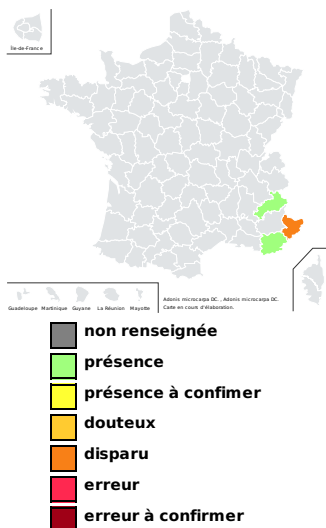 Île-de-France
Guadeloupe Martinique Guyane La Réunion Mayotte
Adonis microcarpa DC. , Adonis microcarpa DC.
Carte en cours d'élaboration.
non renseignée
présence
présence à confimer
douteux
disparu
erreur
erreur à confirmer